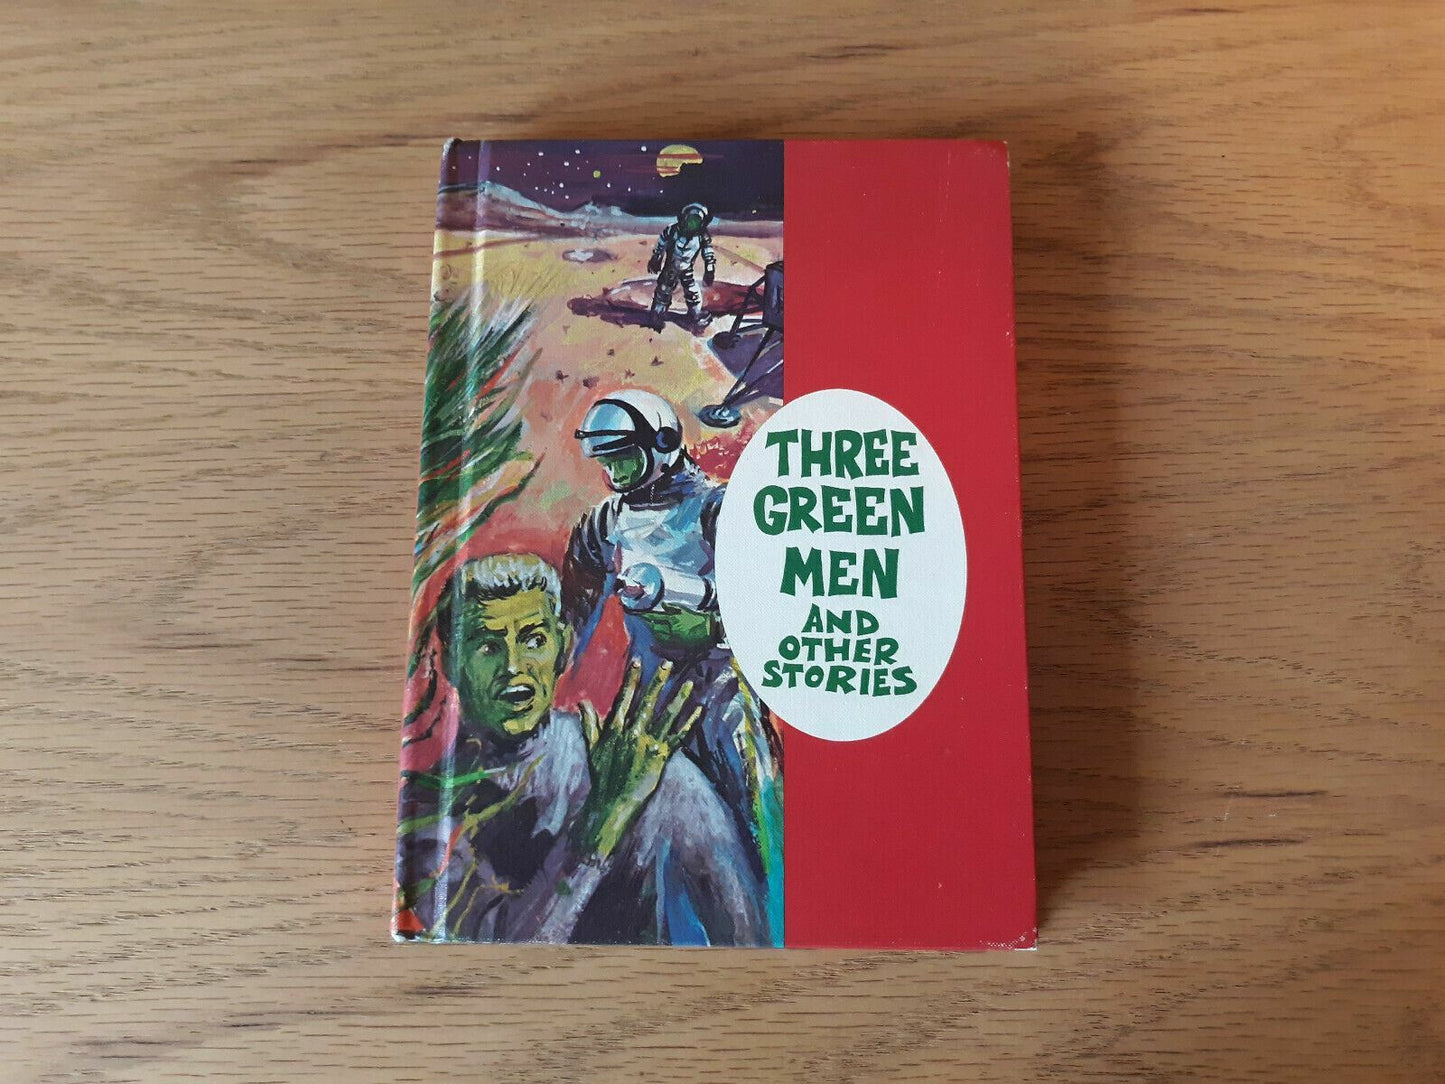 THREE
GREEN
MEN
AND
OTHER
STORIES